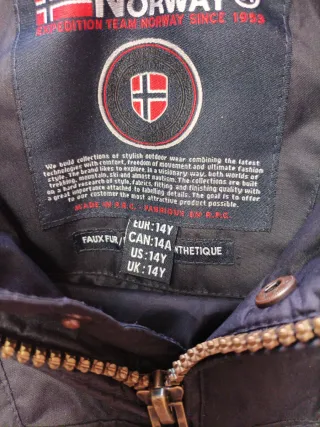 NORWAY
EXPEDITION TEAM NORWAY SINCE 1953
We build collections of stylish outdoor wear combining the latest
technologies with comfort, freedom of movement and ultimate fashion
style. The brand likes to explore, in a visionary way, both worlds of
trekking, mountain, ski and almost nautism. The collections are built
on a hard research of style, fabrics, fitting and finishing quality with
a great importance attached to labelling details. The goal is to offer
to our customer the most attractive product possible.
MADE IN P.R.C. - FABRIQUE EN R.P.C.
EUR:14Y
CAN:14A
US:14Y
UK:14Y
FAUX FUR/
THETIQUE